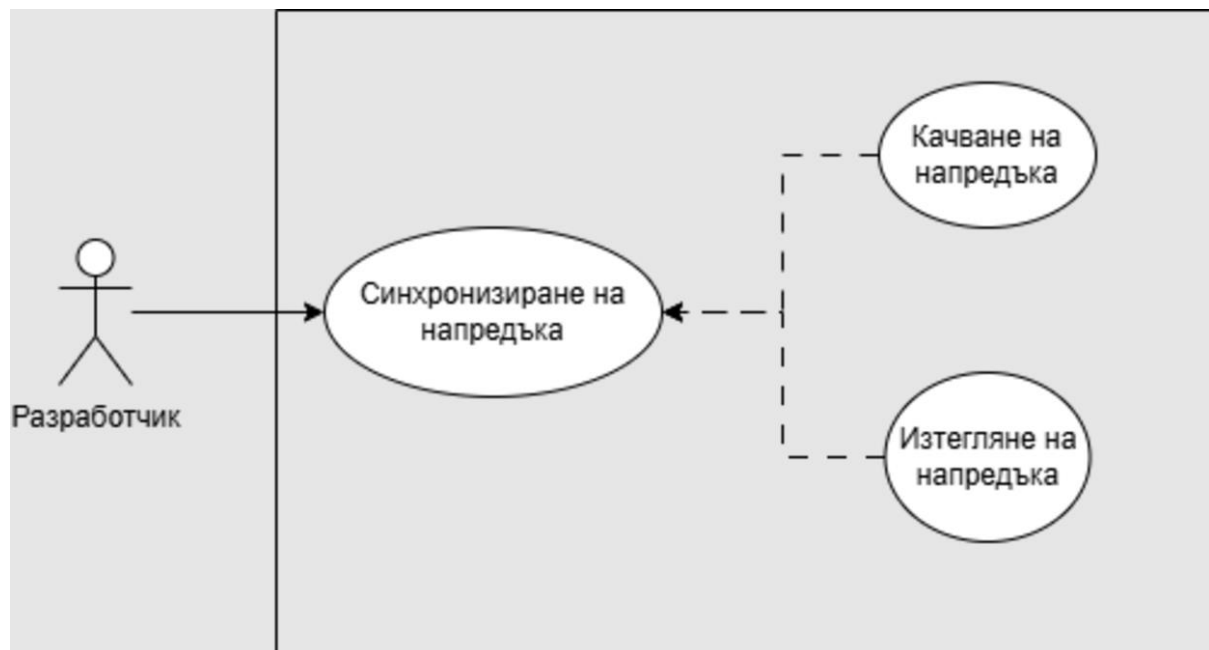 Качване на
напредъка
Синхронизиране на
напредъка
Разработчик
Изтегляне на
напредъка